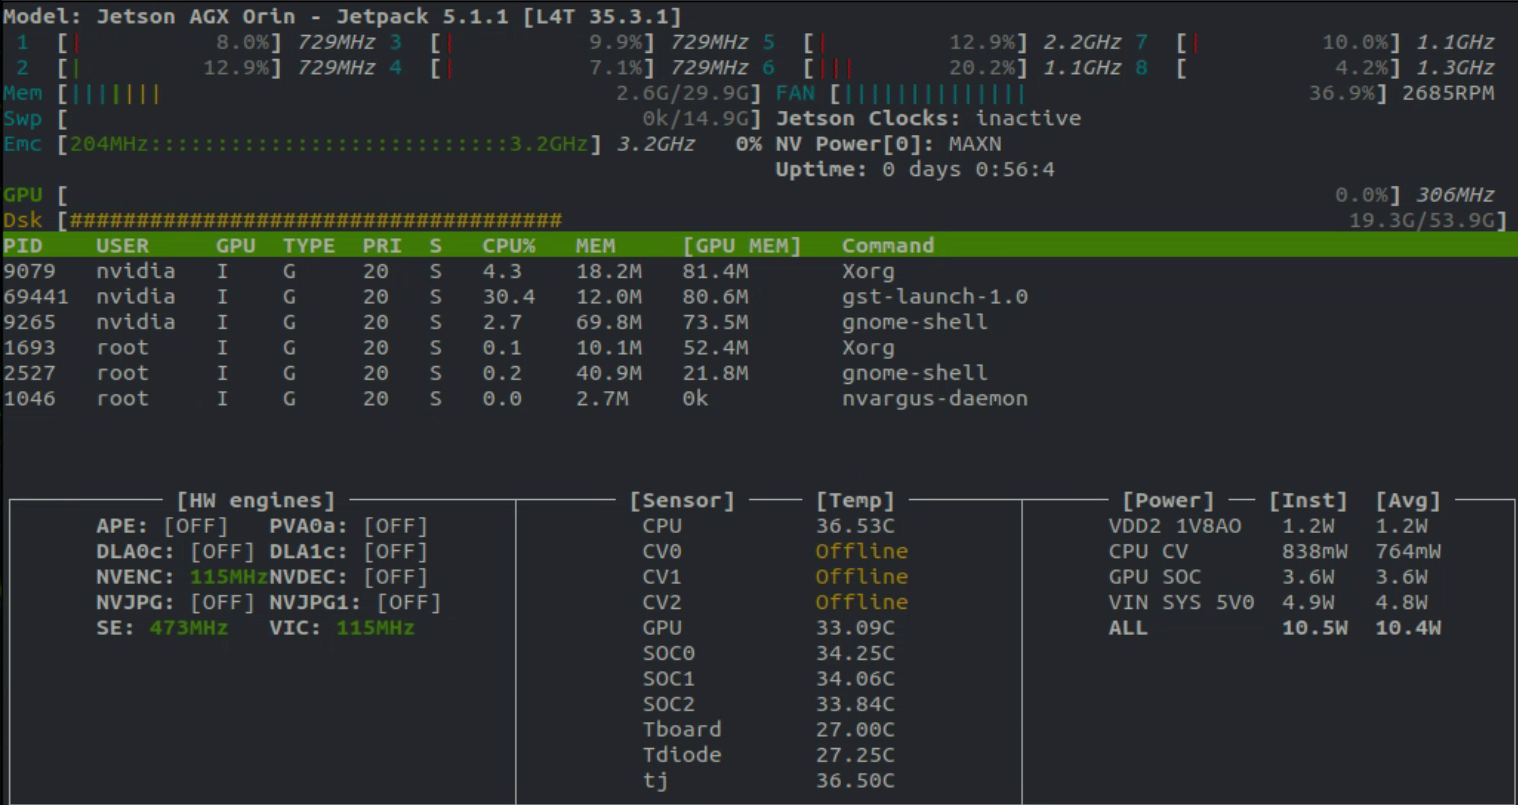 Model: Jetson AGX Orin - Jetpack 5.1.1 [L4T 35.3.1]
1 [| 8.0%] 729MHz 3 [| 9.9%] 729MHz 5 [| 12.9%] 2.2GHz 7 [| 10.0%] 1.1GHz
2 [| 12.9%] 729MHz 4 [| 7.1%] 729MHz 6 [||| 20.2%] 1.1GHz 8 [ 4.2%] 1.3GHz
Mem [||||||| 2.6G/29.9G] FAN [|||||||||||||| 36.9%] 2685RPM
Swp [ 0k/14.9G] Jetson Clocks: inactive
Emc [204MHz:::::::::::::::::::::::::::3.2GHz] 3.2GHz 0% NV Power[0]: MAXN
Uptime: 0 days 0:56:4
GPU [ 0.0%] 306MHz
Dsk [##################################### 19.3G/53.9G]
PID USER GPU TYPE PRI S CPU% MEM [GPU MEM] Command
9079 nvidia I G 20 S 4.3 18.2M 81.4M Xorg
69441 nvidia I G 20 S 30.4 12.0M 80.6M gst-launch-1.0
9265 nvidia I G 20 S 2.7 69.8M 73.5M gnome-shell
1693 root I G 20 S 0.1 10.1M 52.4M Xorg
2527 root I G 20 S 0.2 40.9M 21.8M gnome-shell
1046 root I G 20 S 0.0 2.7M 0k nvargus-daemon
[HW engines] [Sensor] [Temp] [Power] [Inst] [Avg]
APE: [OFF] PVA0a: [OFF] CPU 36.53C VDD2 1V8AO 1.2W 1.2W
DLA0c: [OFF] DLA1c: [OFF] CV0 Offline CPU CV 838mW 764mW
NVENC: 115MHzNVDEC: [OFF] CV1 Offline GPU SOC 3.6W 3.6W
NVJPG: [OFF] NVJPG1: [OFF] CV2 Offline VIN SYS 5V0 4.9W 4.8W
SE: 473MHz VIC: 115MHz GPU 33.09C ALL 10.5W 10.4W
SOC0 34.25C
SOC1 34.06C
SOC2 33.84C
Tboard 27.00C
Tdiode 27.25C
tj 36.50C